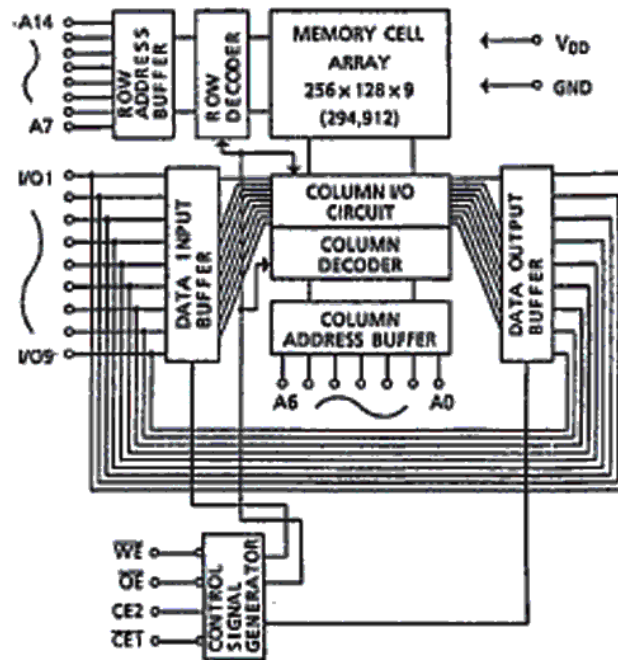 A14
A7
ROW
ADDRESS
BUFFER
ROW
DECODER
MEMORY CELL
ARRAY
256 x 128 x 9
(294,912)
VDD
GND
I/O1
I/O9
DATA INPUT
BUFFER
COLUMN I/O
CIRCUIT
COLUMN
DECODER
COLUMN
ADDRESS BUFFER
A6
A0
DATA OUTPUT
BUFFER
WE
OE
CE2
CE1
CONTROL
SIGNAL
GENERATOR